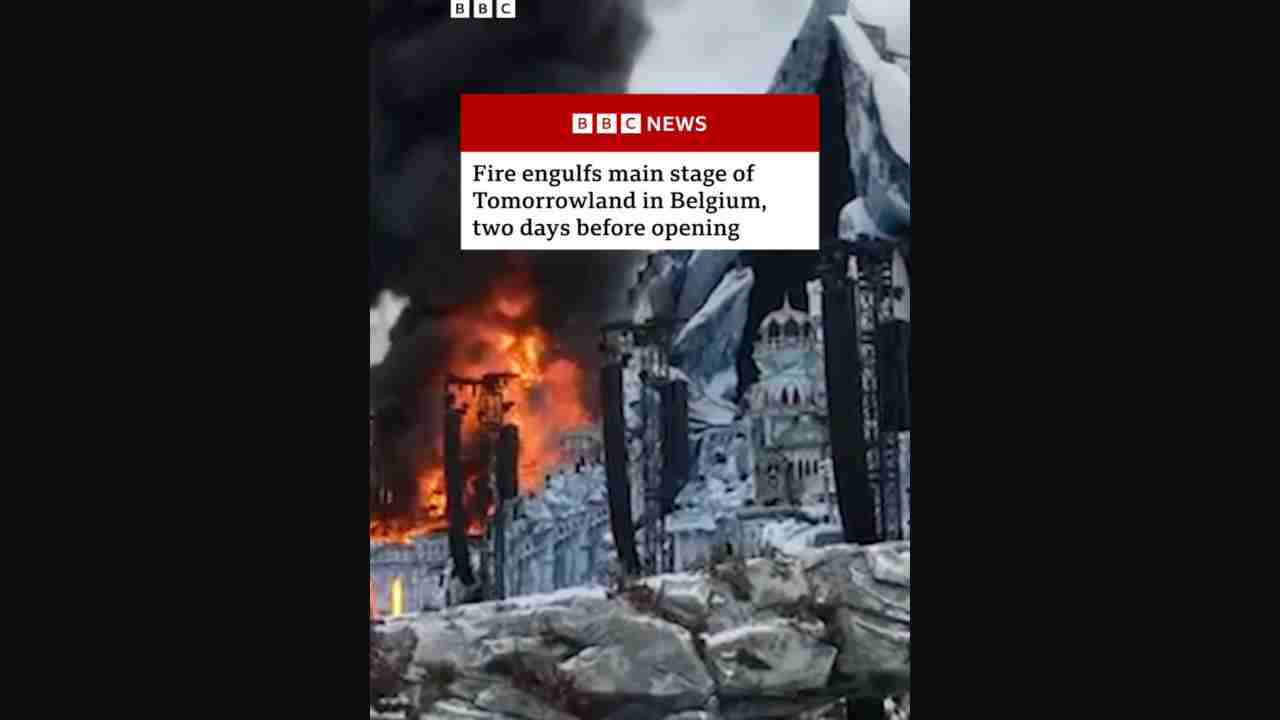 BBC
BBC NEWS
Fire engulfs main stage of
Tomorrowland in Belgium,
two days before opening